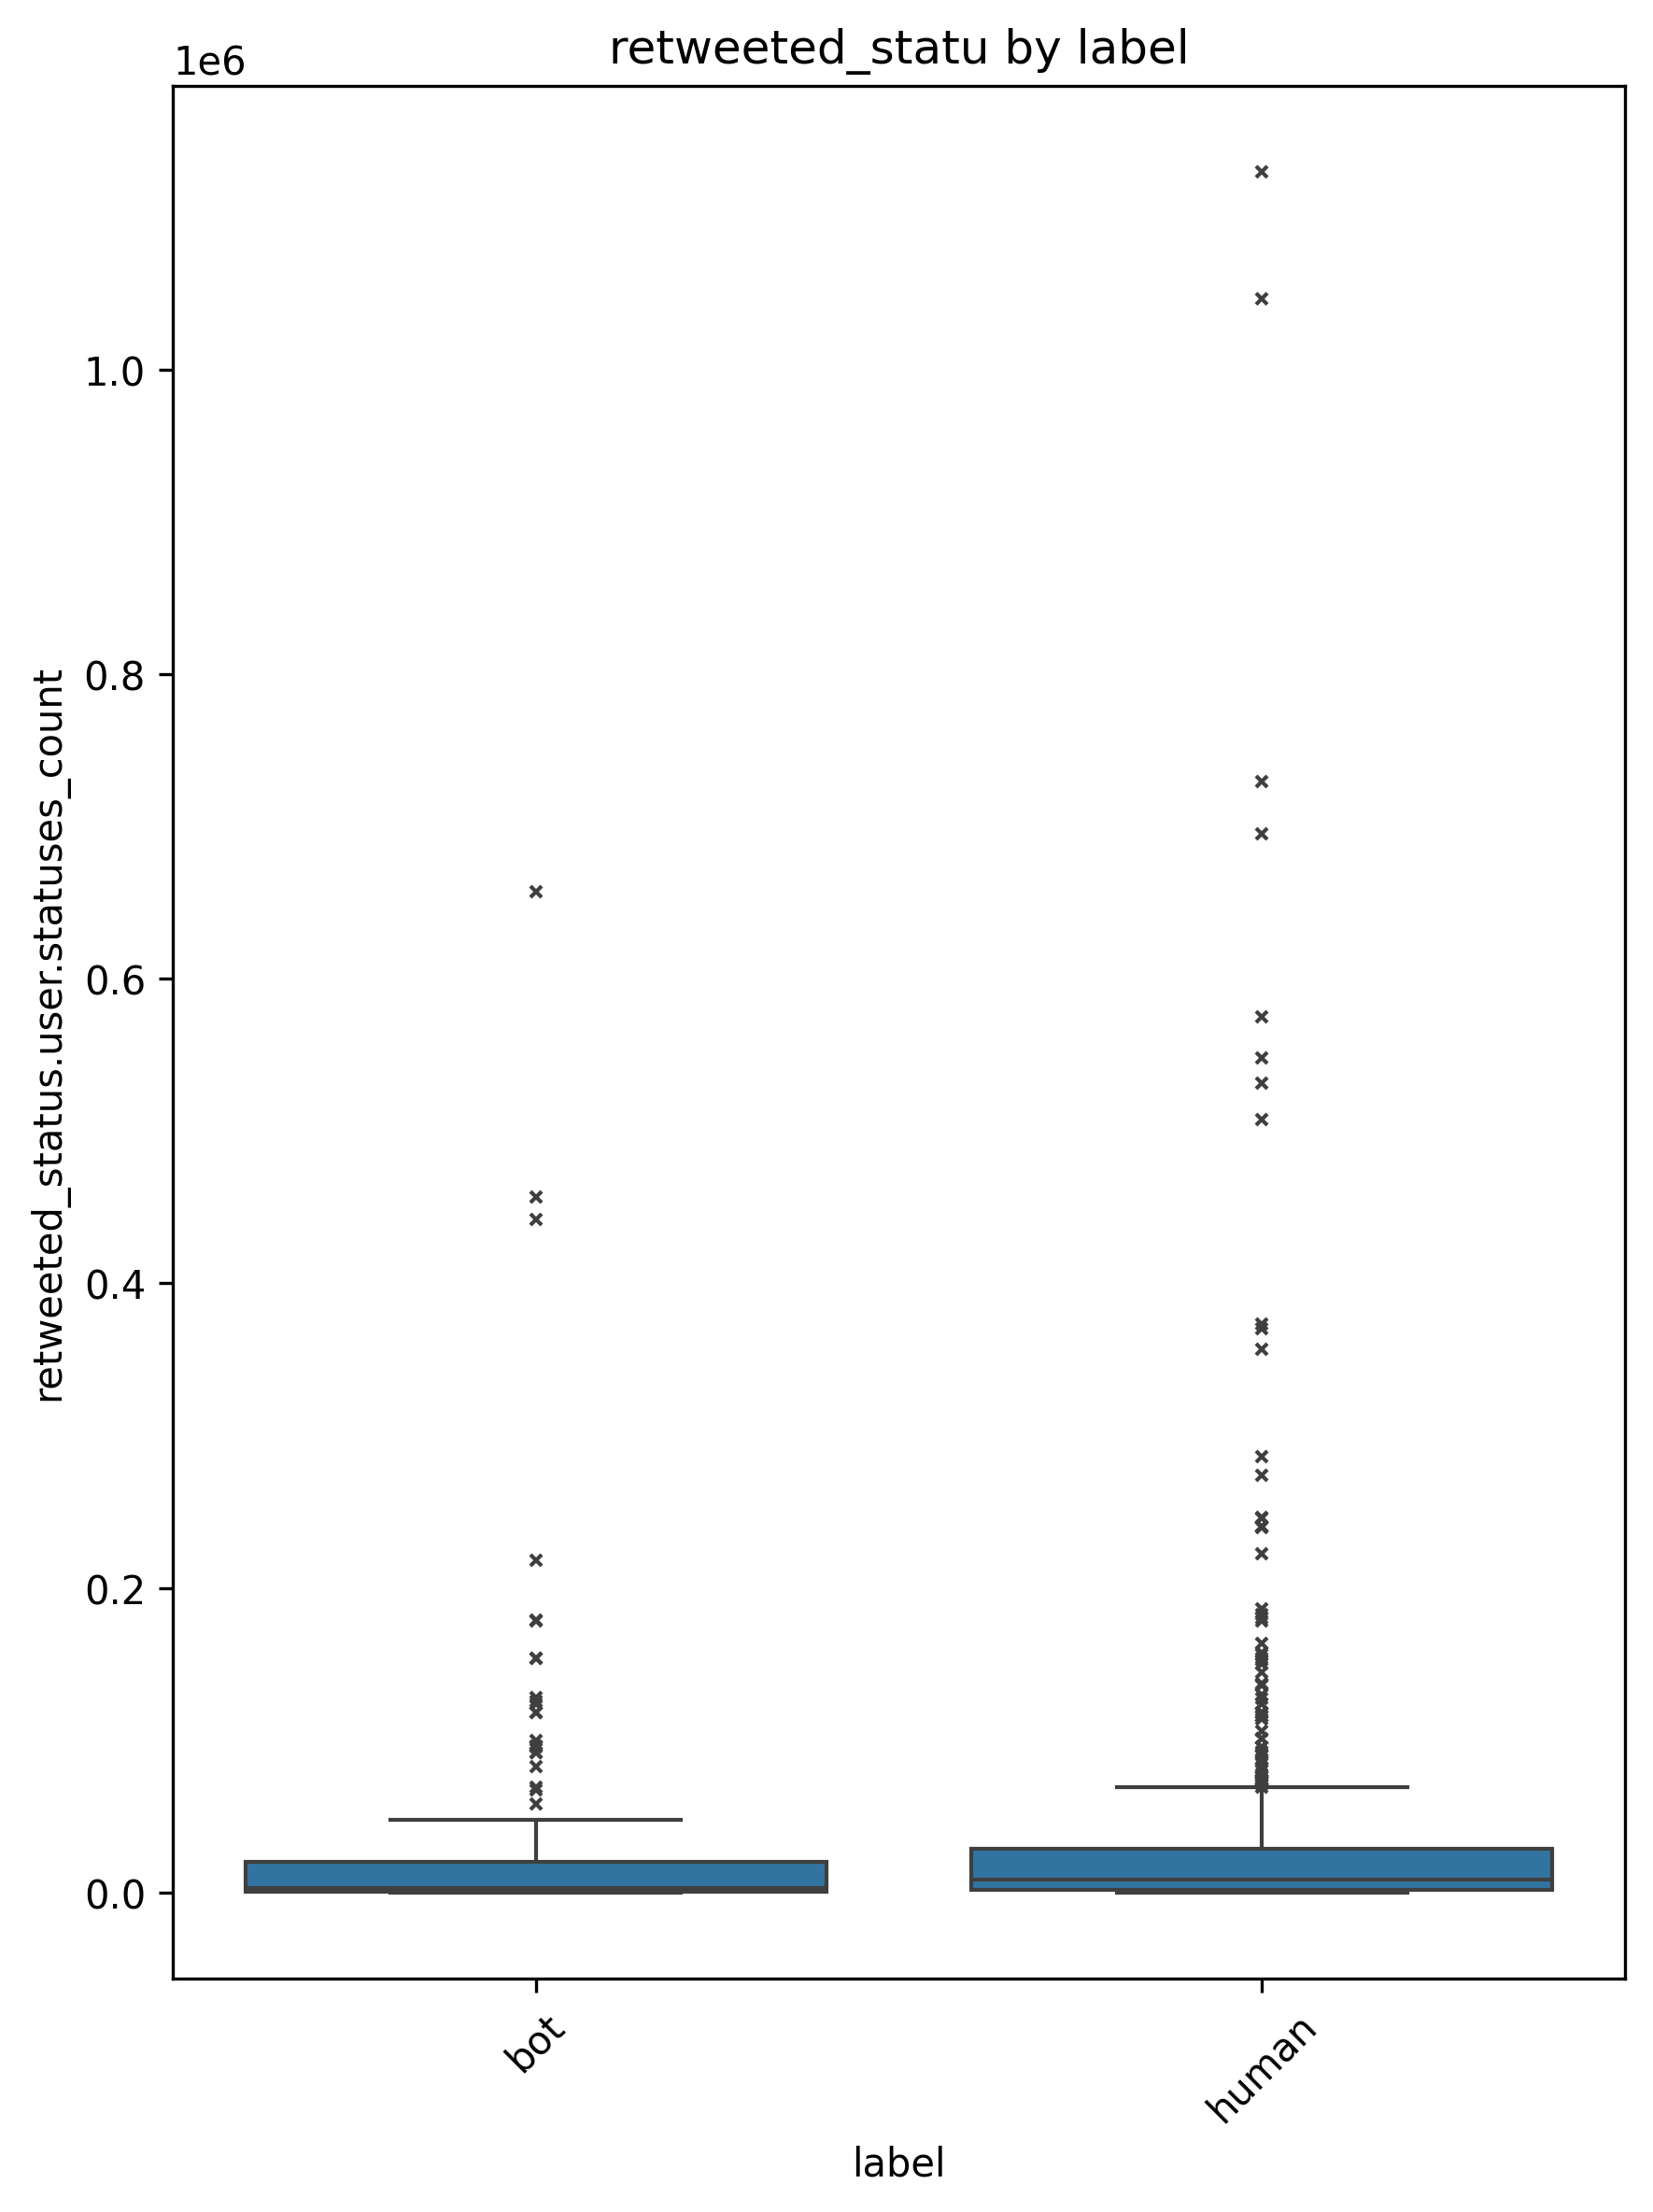 retweeted_statu by label
1e6
1.0
0.8
0.6
0.4
0.2
0.0
retweeted_status.user.statuses_count
bot
human
label